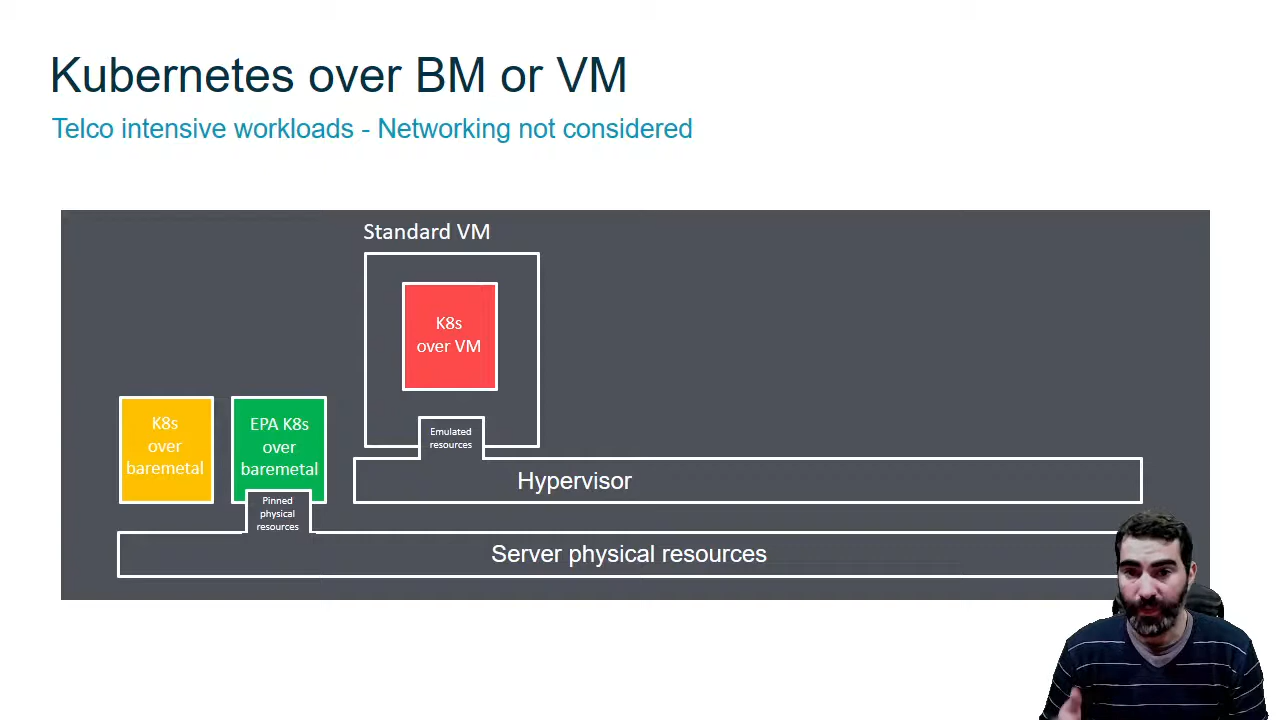 Kubernetes over BM or VM
Telco intensive workloads - Networking not considered
Standard VM
K8s
over VM
K8s
over
baremetal
EPA K8s
over
baremetal
Emulated
resources
Hypervisor
Pinned
physical
resources
Server physical resources